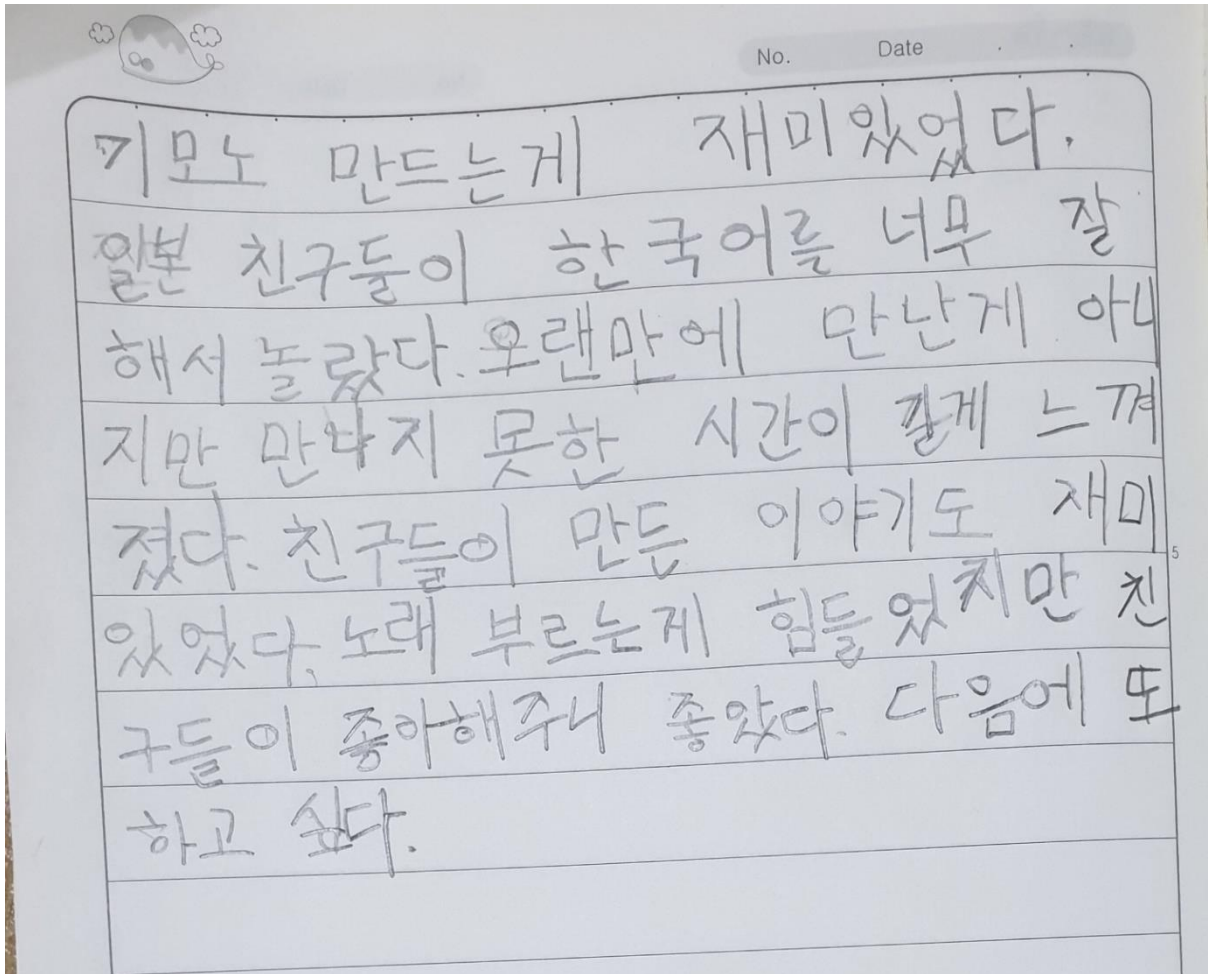 No. Date
기모노 만드는게 재미있었다.
일본 친구들이 한국어를 너무 잘
해서 놀랐다. 오랜만에 만난게 아니
지만 만나지 못한 시간이 길게 느껴
졌다. 친구들이 만든 이야기도 재미
5
있었다. 노래 부르는게 힘들었지만 친
구들이 좋아해주니 좋았다. 다음에 또
하고 싶다.